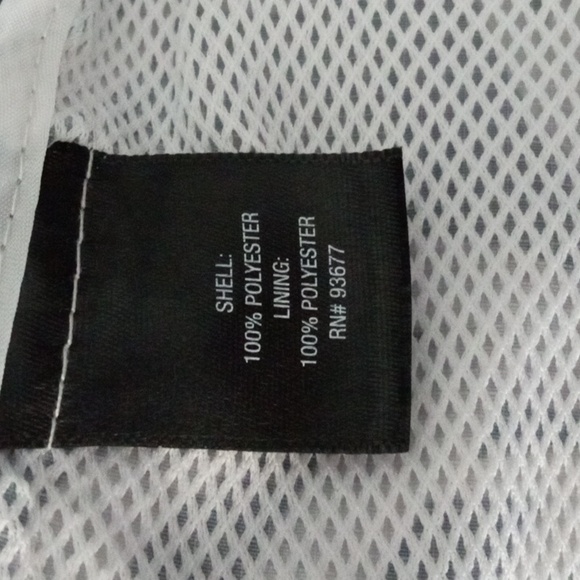 SHELL:
100% POLYESTER
LINING:
100% POLYESTER
RN# 93677